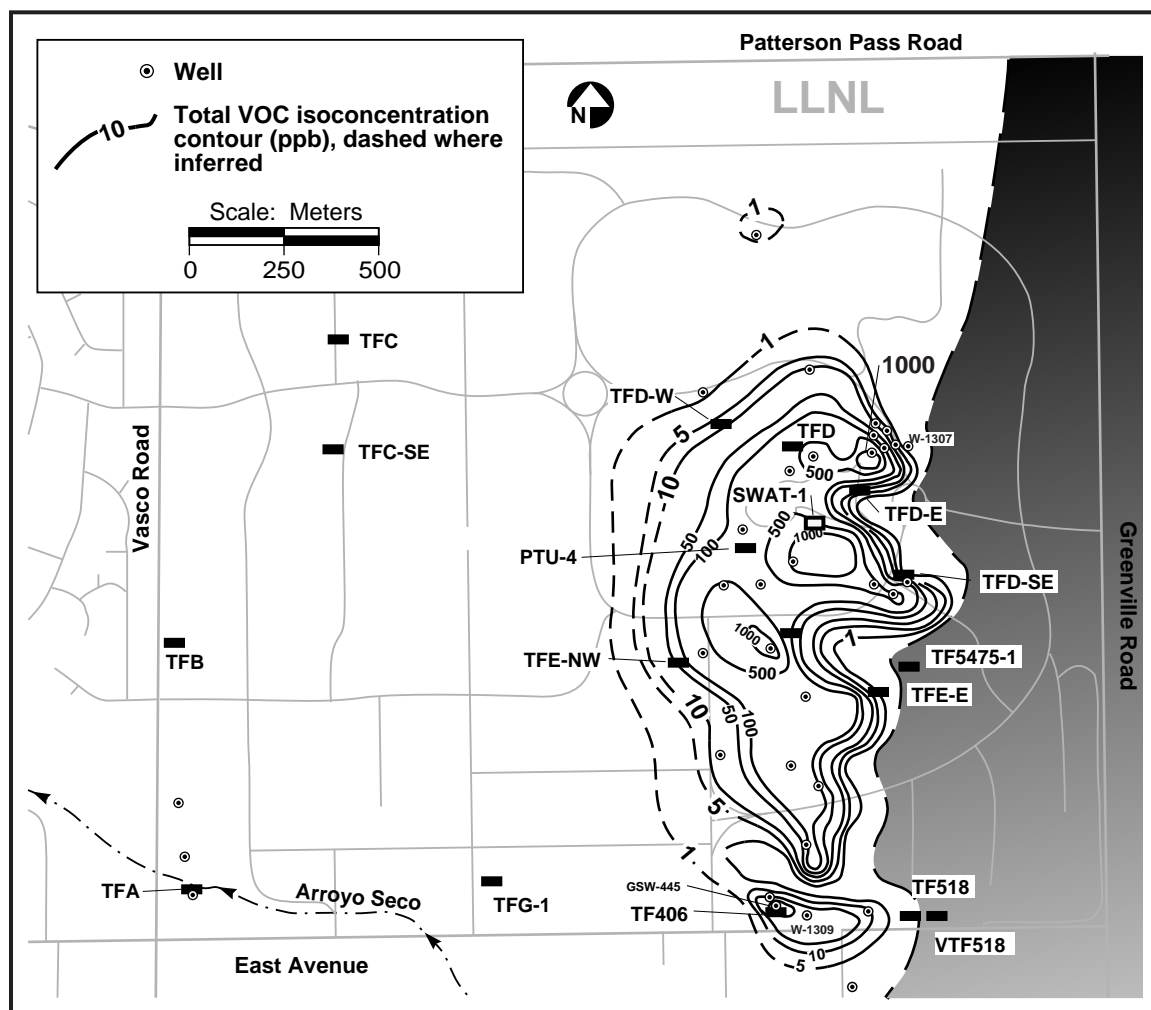 Patterson Pass Road
LLNL
Well
N
10
Total VOC isoconcentration
contour (ppb), dashed where
inferred
Scale: Meters
0 250 500
1
TFC
1
1000
TFD-W
5
TFD
W-1307
TFC-SE
500
10
SWAT-1
TFD-E
Vasco Road
500
1000
50
100
PTU-4
TFD-SE
Greenville Road
1000
1
TFB
TFE-NW
500
TF5475-1
TFE-E
10
50
100
5
1
TFA
Arroyo Seco
TFG-1
GSW-445
TF518
TF406
W-1309
East Avenue
10
5
VTF518